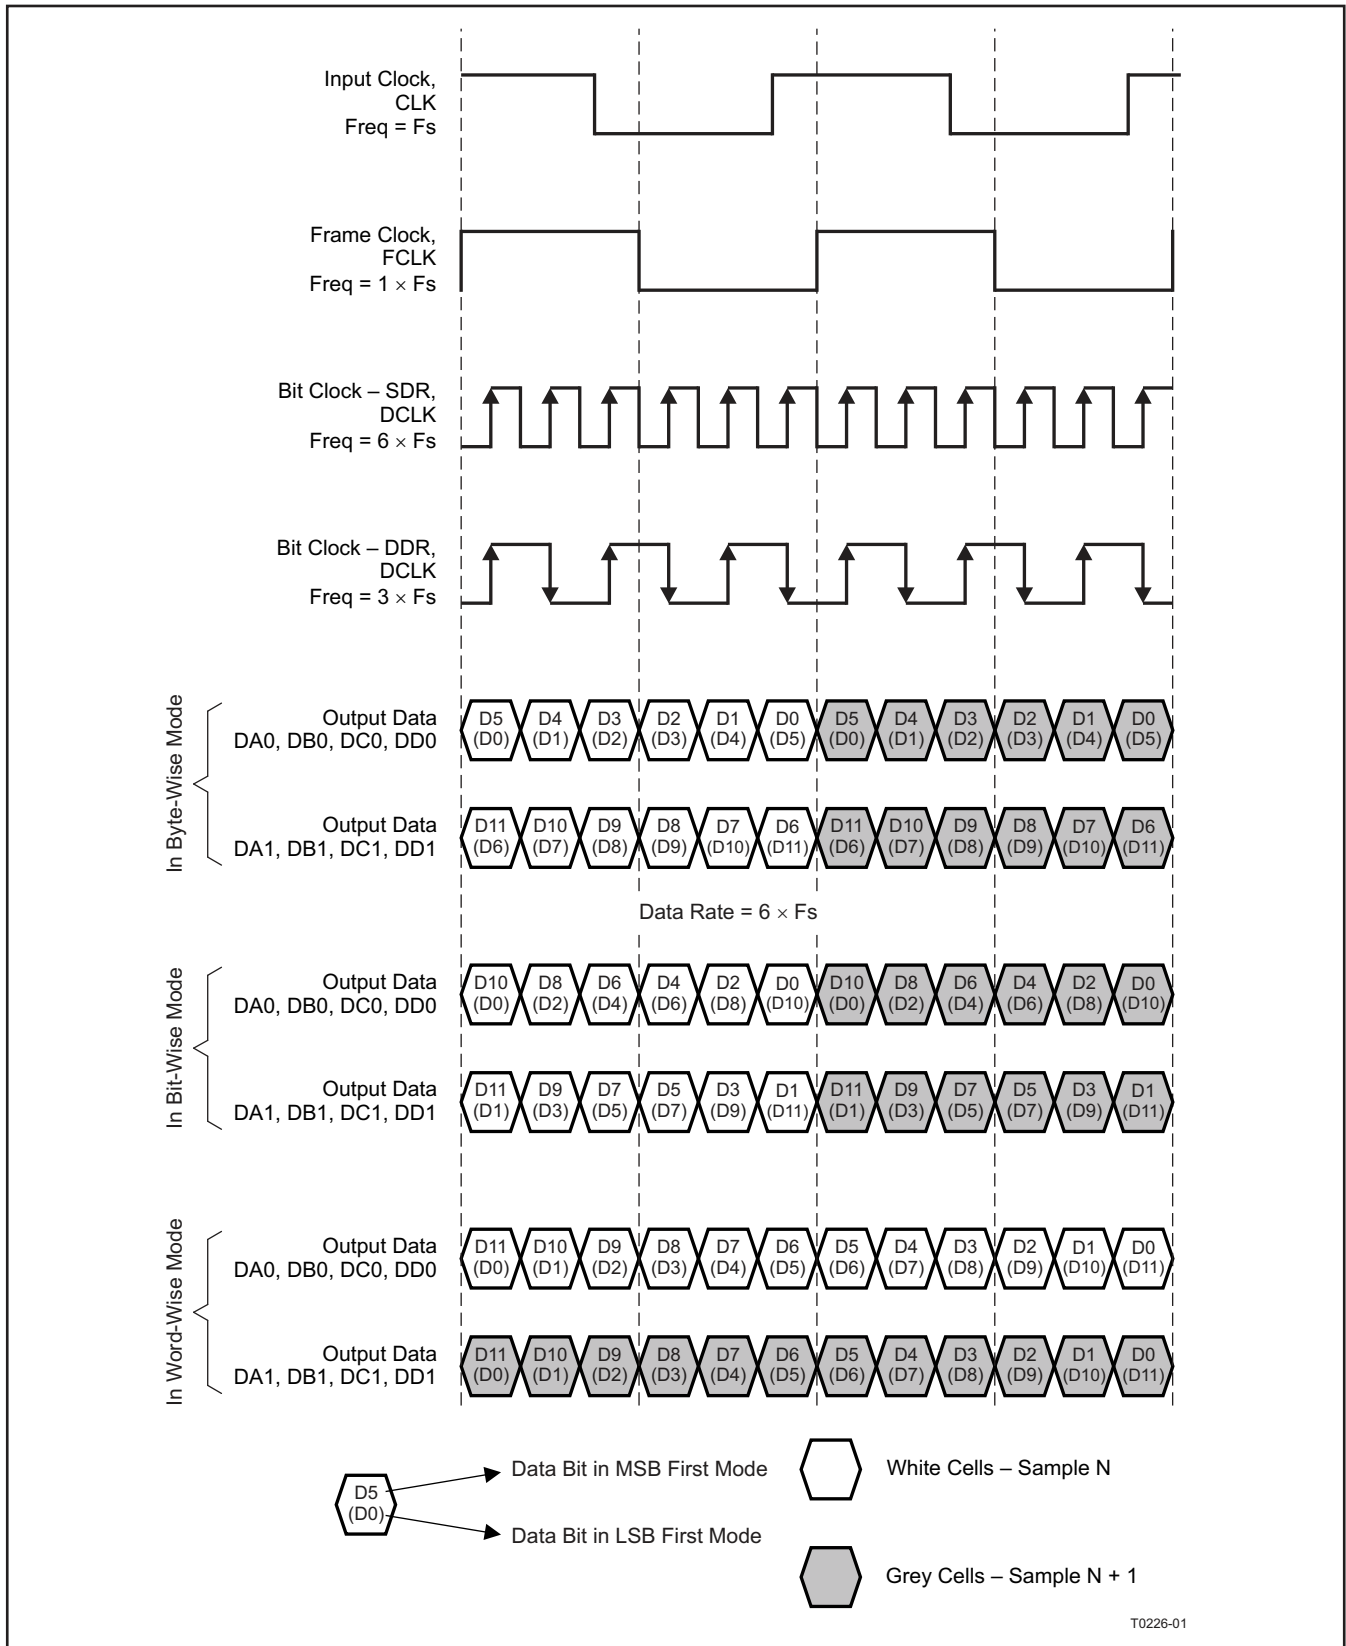 Input Clock,
CLK
Freq = Fs
Frame Clock,
FCLK
Freq = 1 × Fs
Bit Clock – SDR,
DCLK
Freq = 6 × Fs
Bit Clock – DDR,
DCLK
Freq = 3 × Fs
In Byte-Wise Mode
Output Data
DA0, DB0, DC0, DD0
D5 D4 D3 D2 D1 D0 D5 D4 D3 D2 D1 D0
(D0) (D1) (D2) (D3) (D4) (D5) (D0) (D1) (D2) (D3) (D4) (D5)
Output Data
DA1, DB1, DC1, DD1
D11 D10 D9 D8 D7 D6 D11 D10 D9 D8 D7 D6
(D6) (D7) (D8) (D9) (D10) (D11) (D6) (D7) (D8) (D9) (D10) (D11)
Data Rate = 6 × Fs
In Bit-Wise Mode
Output Data
DA0, DB0, DC0, DD0
D10 D8 D6 D4 D2 D0 D10 D8 D6 D4 D2 D0
(D0) (D2) (D4) (D6) (D8) (D10) (D0) (D2) (D4) (D6) (D8) (D10)
Output Data
DA1, DB1, DC1, DD1
D11 D9 D7 D5 D3 D1 D11 D9 D7 D5 D3 D1
(D1) (D3) (D5) (D7) (D9) (D11) (D1) (D3) (D5) (D7) (D9) (D11)
In Word-Wise Mode
Output Data
DA0, DB0, DC0, DD0
D11 D10 D9 D8 D7 D6 D5 D4 D3 D2 D1 D0
(D0) (D1) (D2) (D3) (D4) (D5) (D6) (D7) (D8) (D9) (D10) (D11)
Output Data
DA1, DB1, DC1, DD1
D11 D10 D9 D8 D7 D6 D5 D4 D3 D2 D1 D0
(D0) (D1) (D2) (D3) (D4) (D5) (D6) (D7) (D8) (D9) (D10) (D11)
D5
(D0)
Data Bit in MSB First Mode
Data Bit in LSB First Mode
White Cells – Sample N
Grey Cells – Sample N + 1
T0226-01